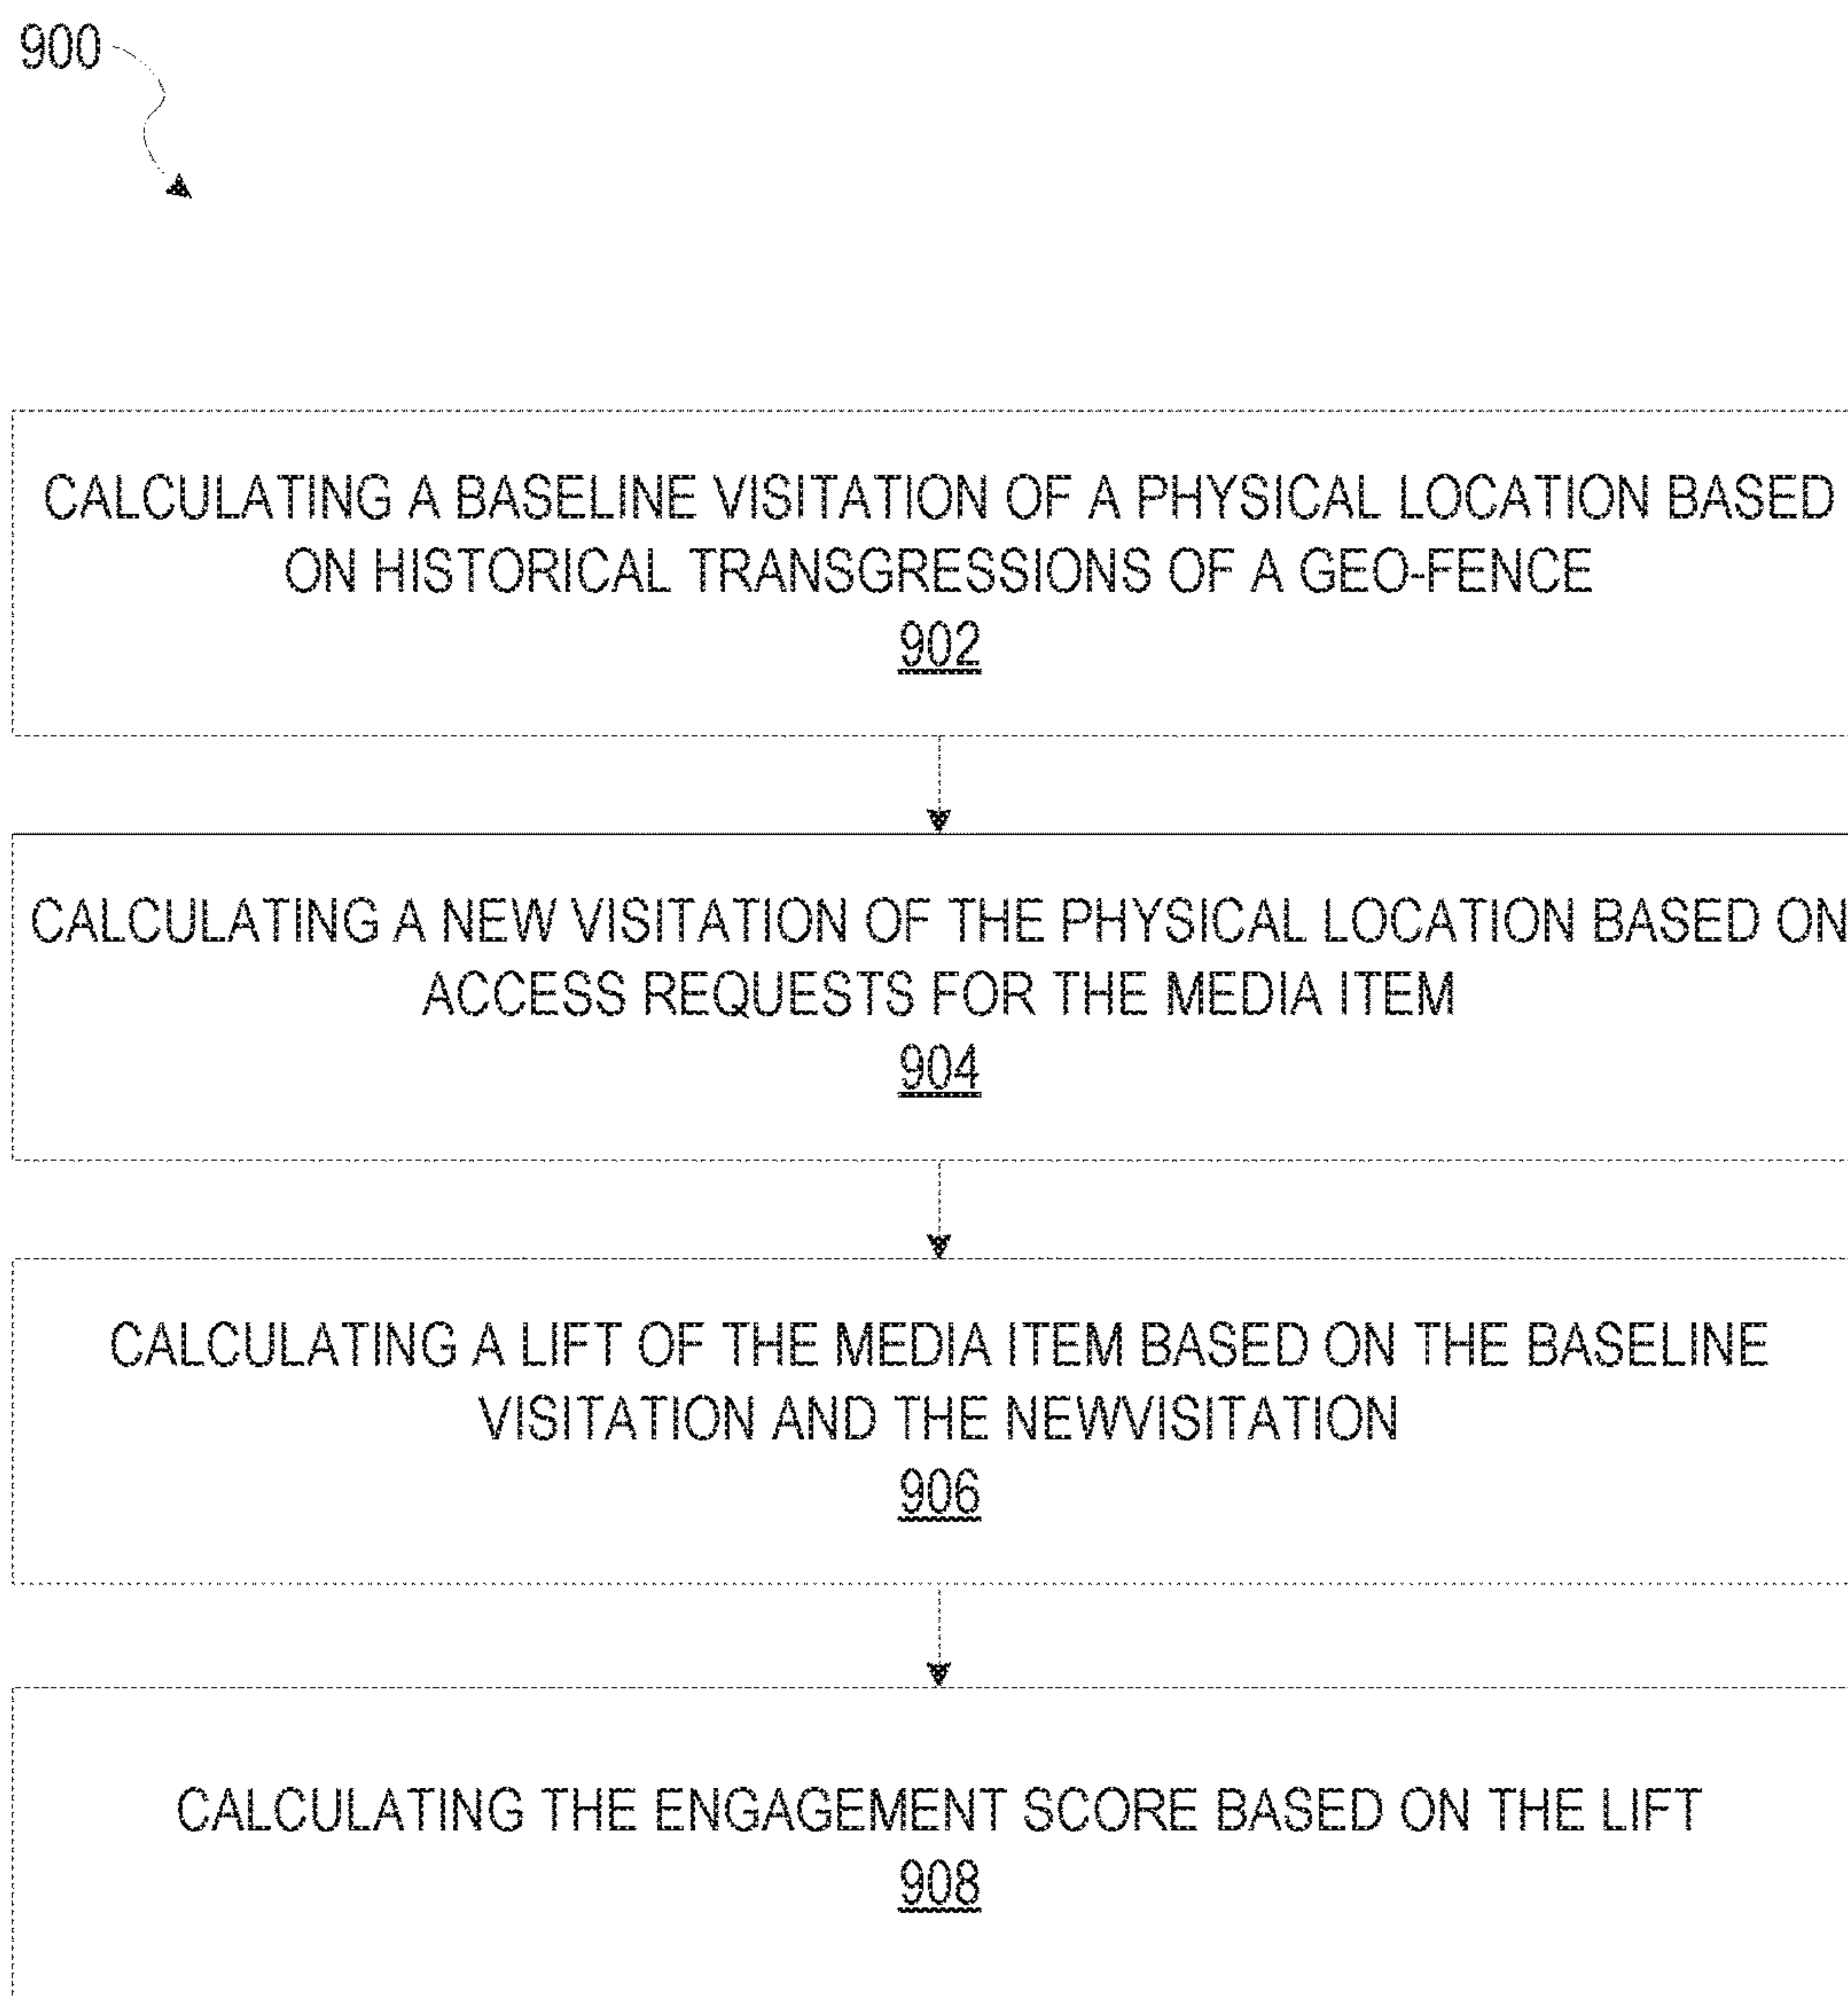 900
CALCULATING A BASELINE VISITATION OF A PHYSICAL LOCATION BASED
ON HISTORICAL TRANSGRESSIONS OF A GEO-FENCE
902
CALCULATING A NEW VISITATION OF THE PHYSICAL LOCATION BASED ON
ACCESS REQUESTS FOR THE MEDIA ITEM
904
CALCULATING A LIFT OF THE MEDIA ITEM BASED ON THE BASELINE
VISITATION AND THE NEWVISITATION
906
CALCULATING THE ENGAGEMENT SCORE BASED ON THE LIFT
908